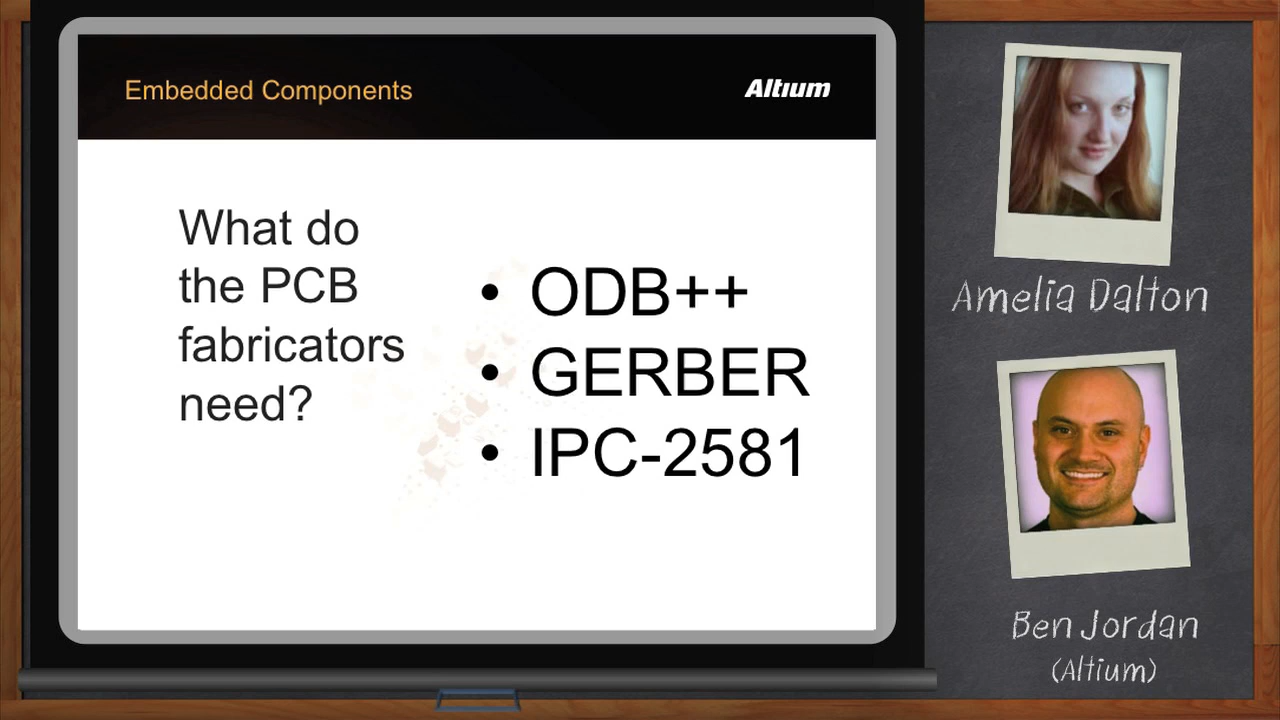 Embedded Components
Altium
What do
the PCB
fabricators
need?
• ODB++
• GERBER
• IPC-2581
Amelia Dalton
Ben Jordan
(Altium)